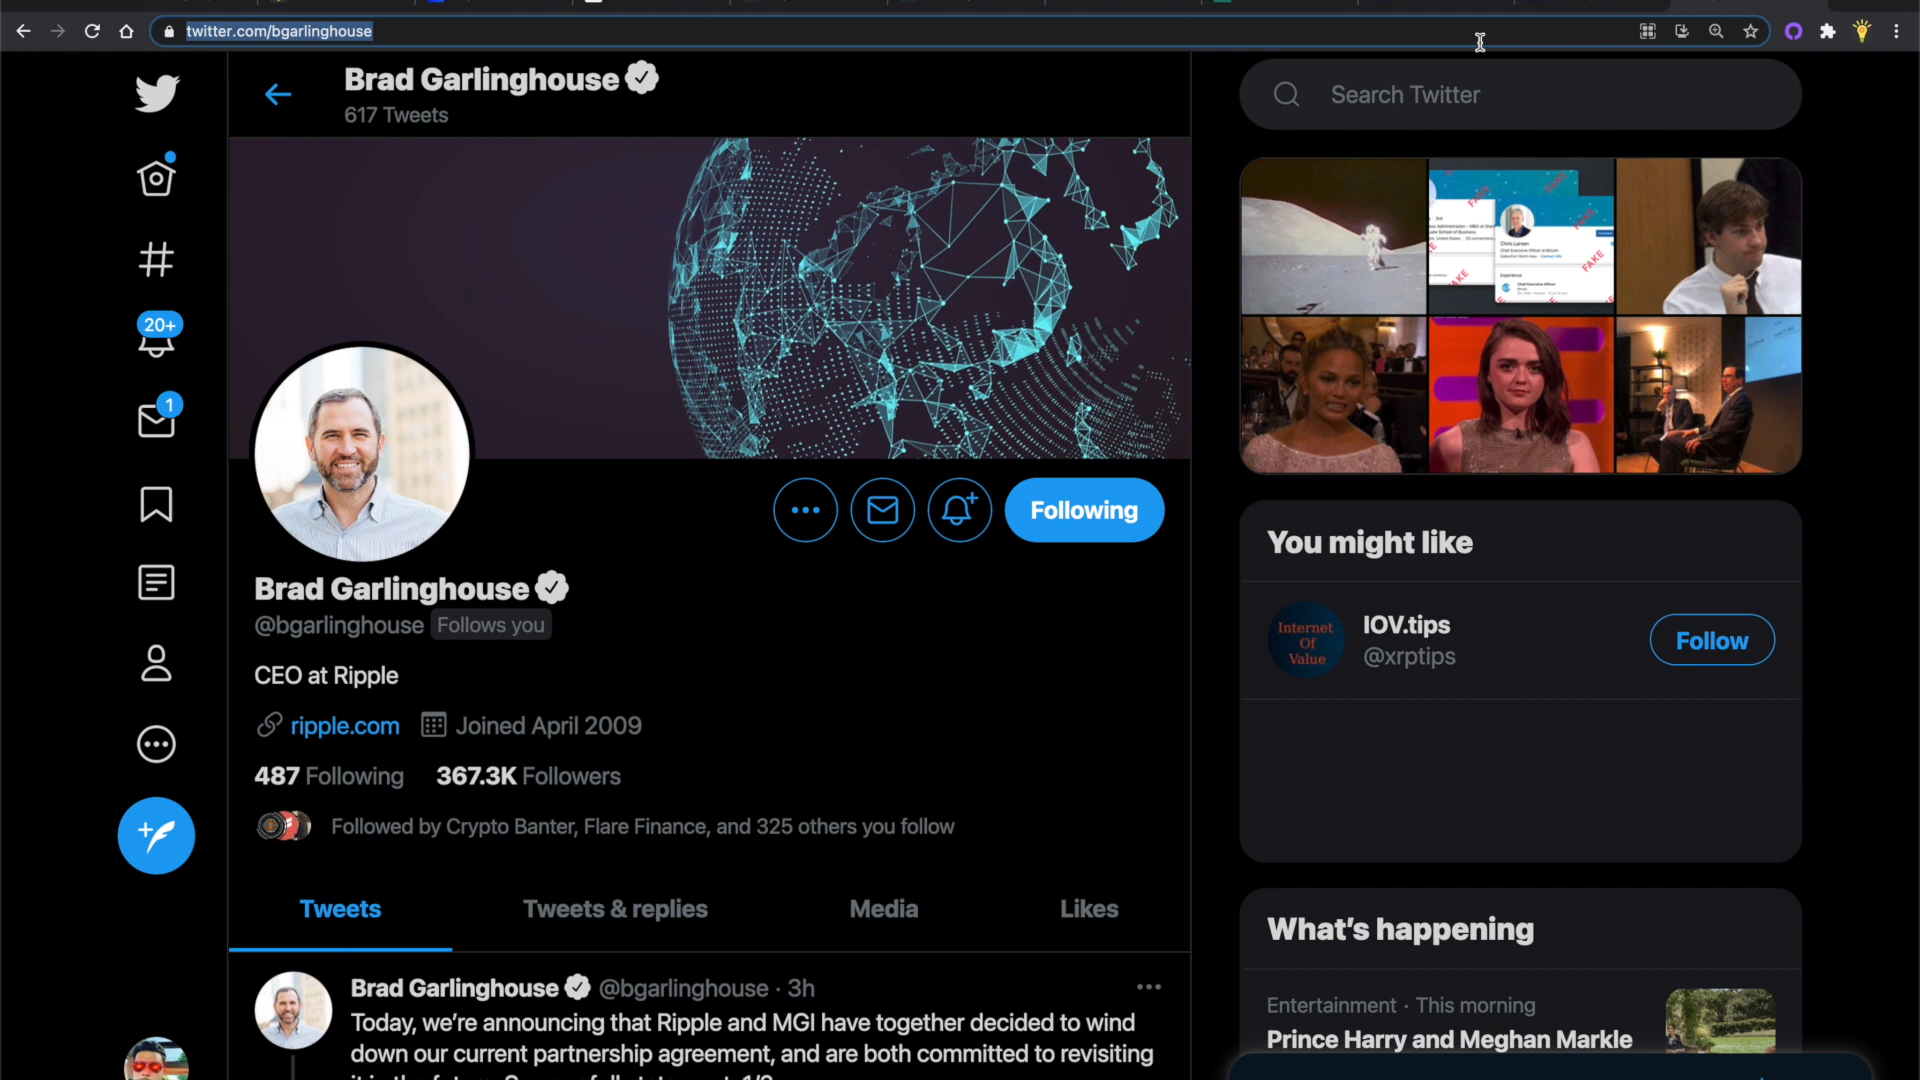 twitter.com/bgarlinghouse
Brad Garlinghouse
617 Tweets
Search Twitter
20+
1
FAKE
Chris Larsen
Experience
Following
Brad Garlinghouse
@bgarlinghouse Follows you
CEO at Ripple
ripple.com Joined April 2009
487 Following 367.3K Followers
Followed by Crypto Banter, Flare Finance, and 325 others you follow
Tweets Tweets & replies Media Likes
Brad Garlinghouse @bgarlinghouse · 3h
Today, we're announcing that Ripple and MGI have together decided to wind
down our current partnership agreement, and are both committed to revisiting
You might like
Internet
Of
Value
IOV.tips
@xrptips
Follow
What's happening
Entertainment · This morning
Prince Harry and Meghan Markle